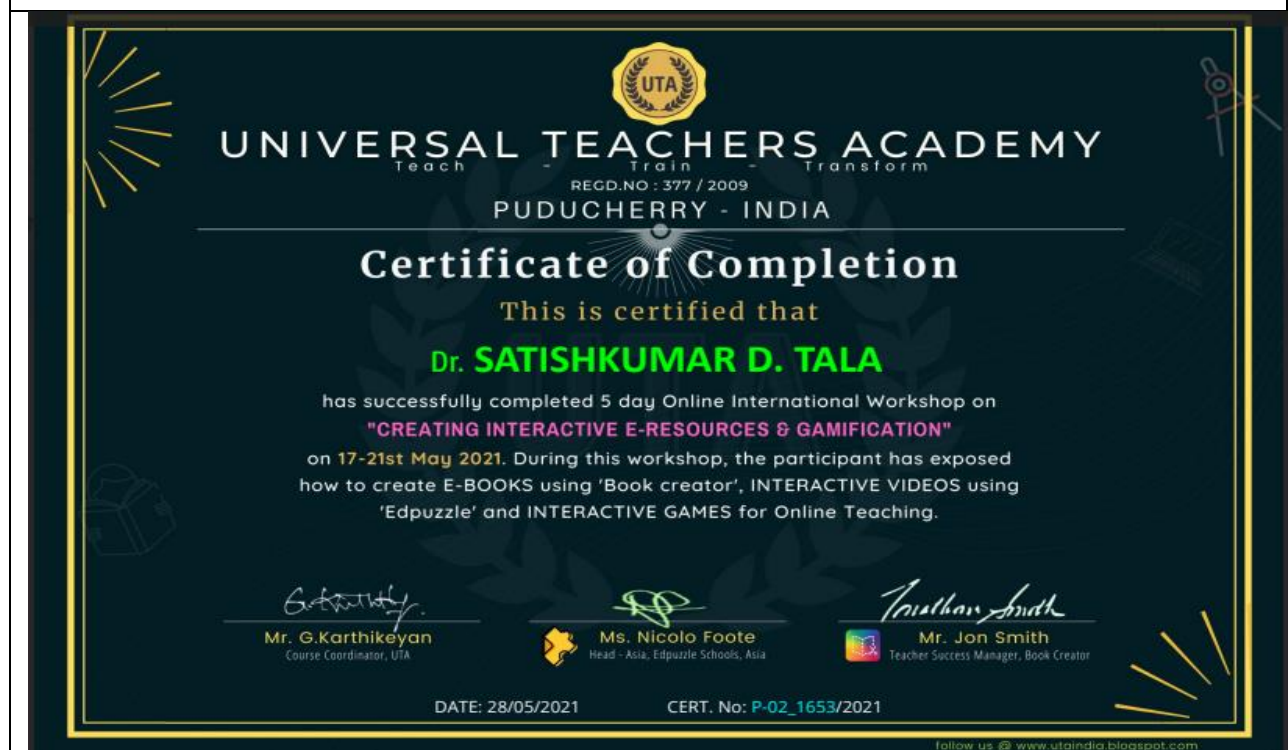 UTA
UNIVERSAL TEACHERS ACADEMY
Teach - Train - Transform
REGD.NO : 377 / 2009
PUDUCHERRY - INDIA
Certificate of Completion
This is certified that
Dr. SATISHKUMAR D. TALA
has successfully completed 5 day Online International Workshop on
"CREATING INTERACTIVE E-RESOURCES & GAMIFICATION"
on 17-21st May 2021. During this workshop, the participant has exposed
how to create E-BOOKS using 'Book creator', INTERACTIVE VIDEOS using
'Edpuzzle' and INTERACTIVE GAMES for Online Teaching.
Mr. G.Karthikeyan
Course Coordinator, UTA
Ms. Nicolo Foote
Head - Asia, Edpuzzle Schools, Asia
Jonathan Smith
Mr. Jon Smith
Teacher Success Manager, Book Creator
DATE: 28/05/2021 CERT. No: P-02_1653/2021
follow us @ www.utaindia.blogspot.com